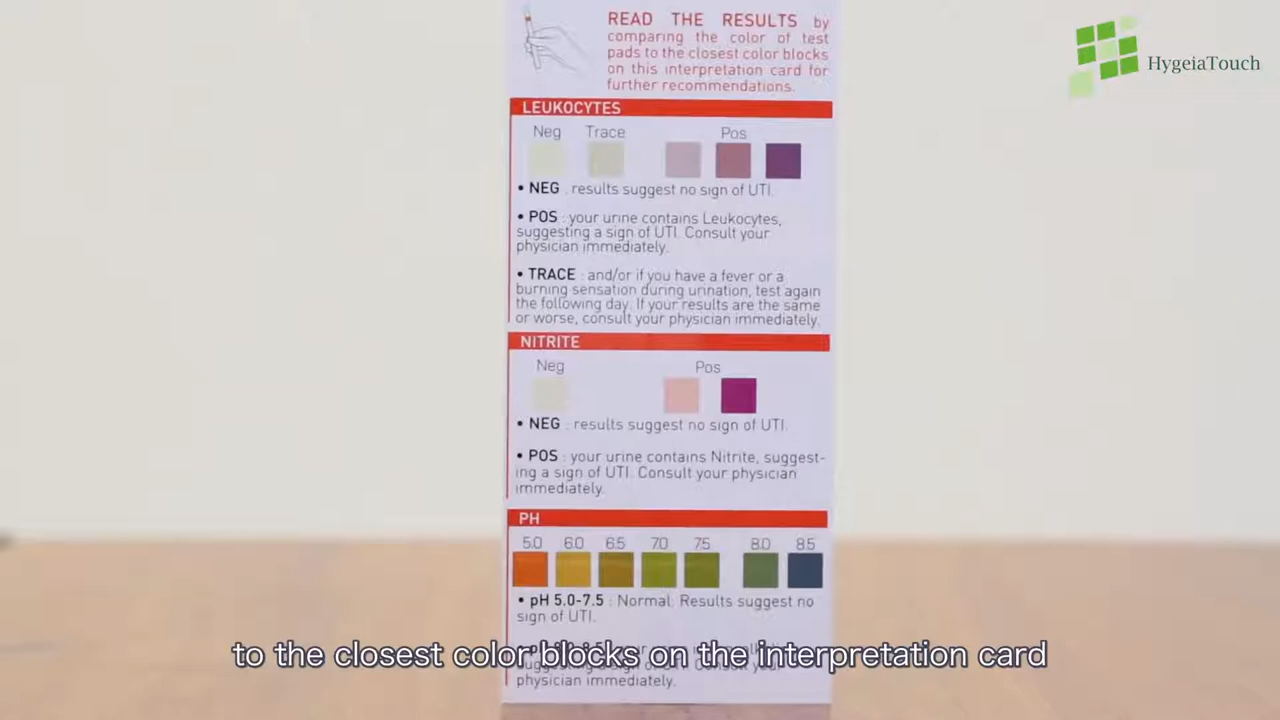 READ THE RESULTS by
comparing the color of test
pads to the closest color blocks
on this interpretation card for
further recommendations.
HygeiaTouch
LEUKOCYTES
Neg Trace Pos
• NEG : results suggest no sign of UTI.
• POS : your urine contains Leukocytes,
suggesting a sign of UTI. Consult your
physician immediately.
• TRACE : and/or if you have a fever or a
burning sensation during urination, test again
the following day. If your results are the same
or worse, consult your physician immediately.
NITRITE
Neg Pos
• NEG : results suggest no sign of UTI.
• POS : your urine contains Nitrite, suggest-
ing a sign of UTI. Consult your physician
immediately.
PH
5.0 6.0 6.5 7.0 7.5 8.0 8.5
• pH 5.0-7.5 : Normal. Results suggest no
sign of UTI.
to the closest color blocks on the interpretation card
physician immediately.